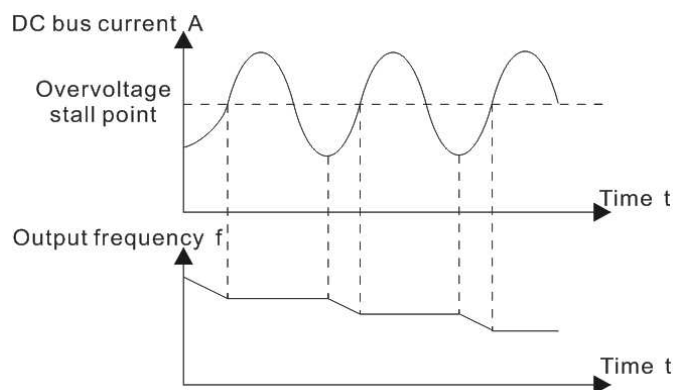 DC bus current A
Overvoltage
stall point
Time t
Output frequency f
Time t